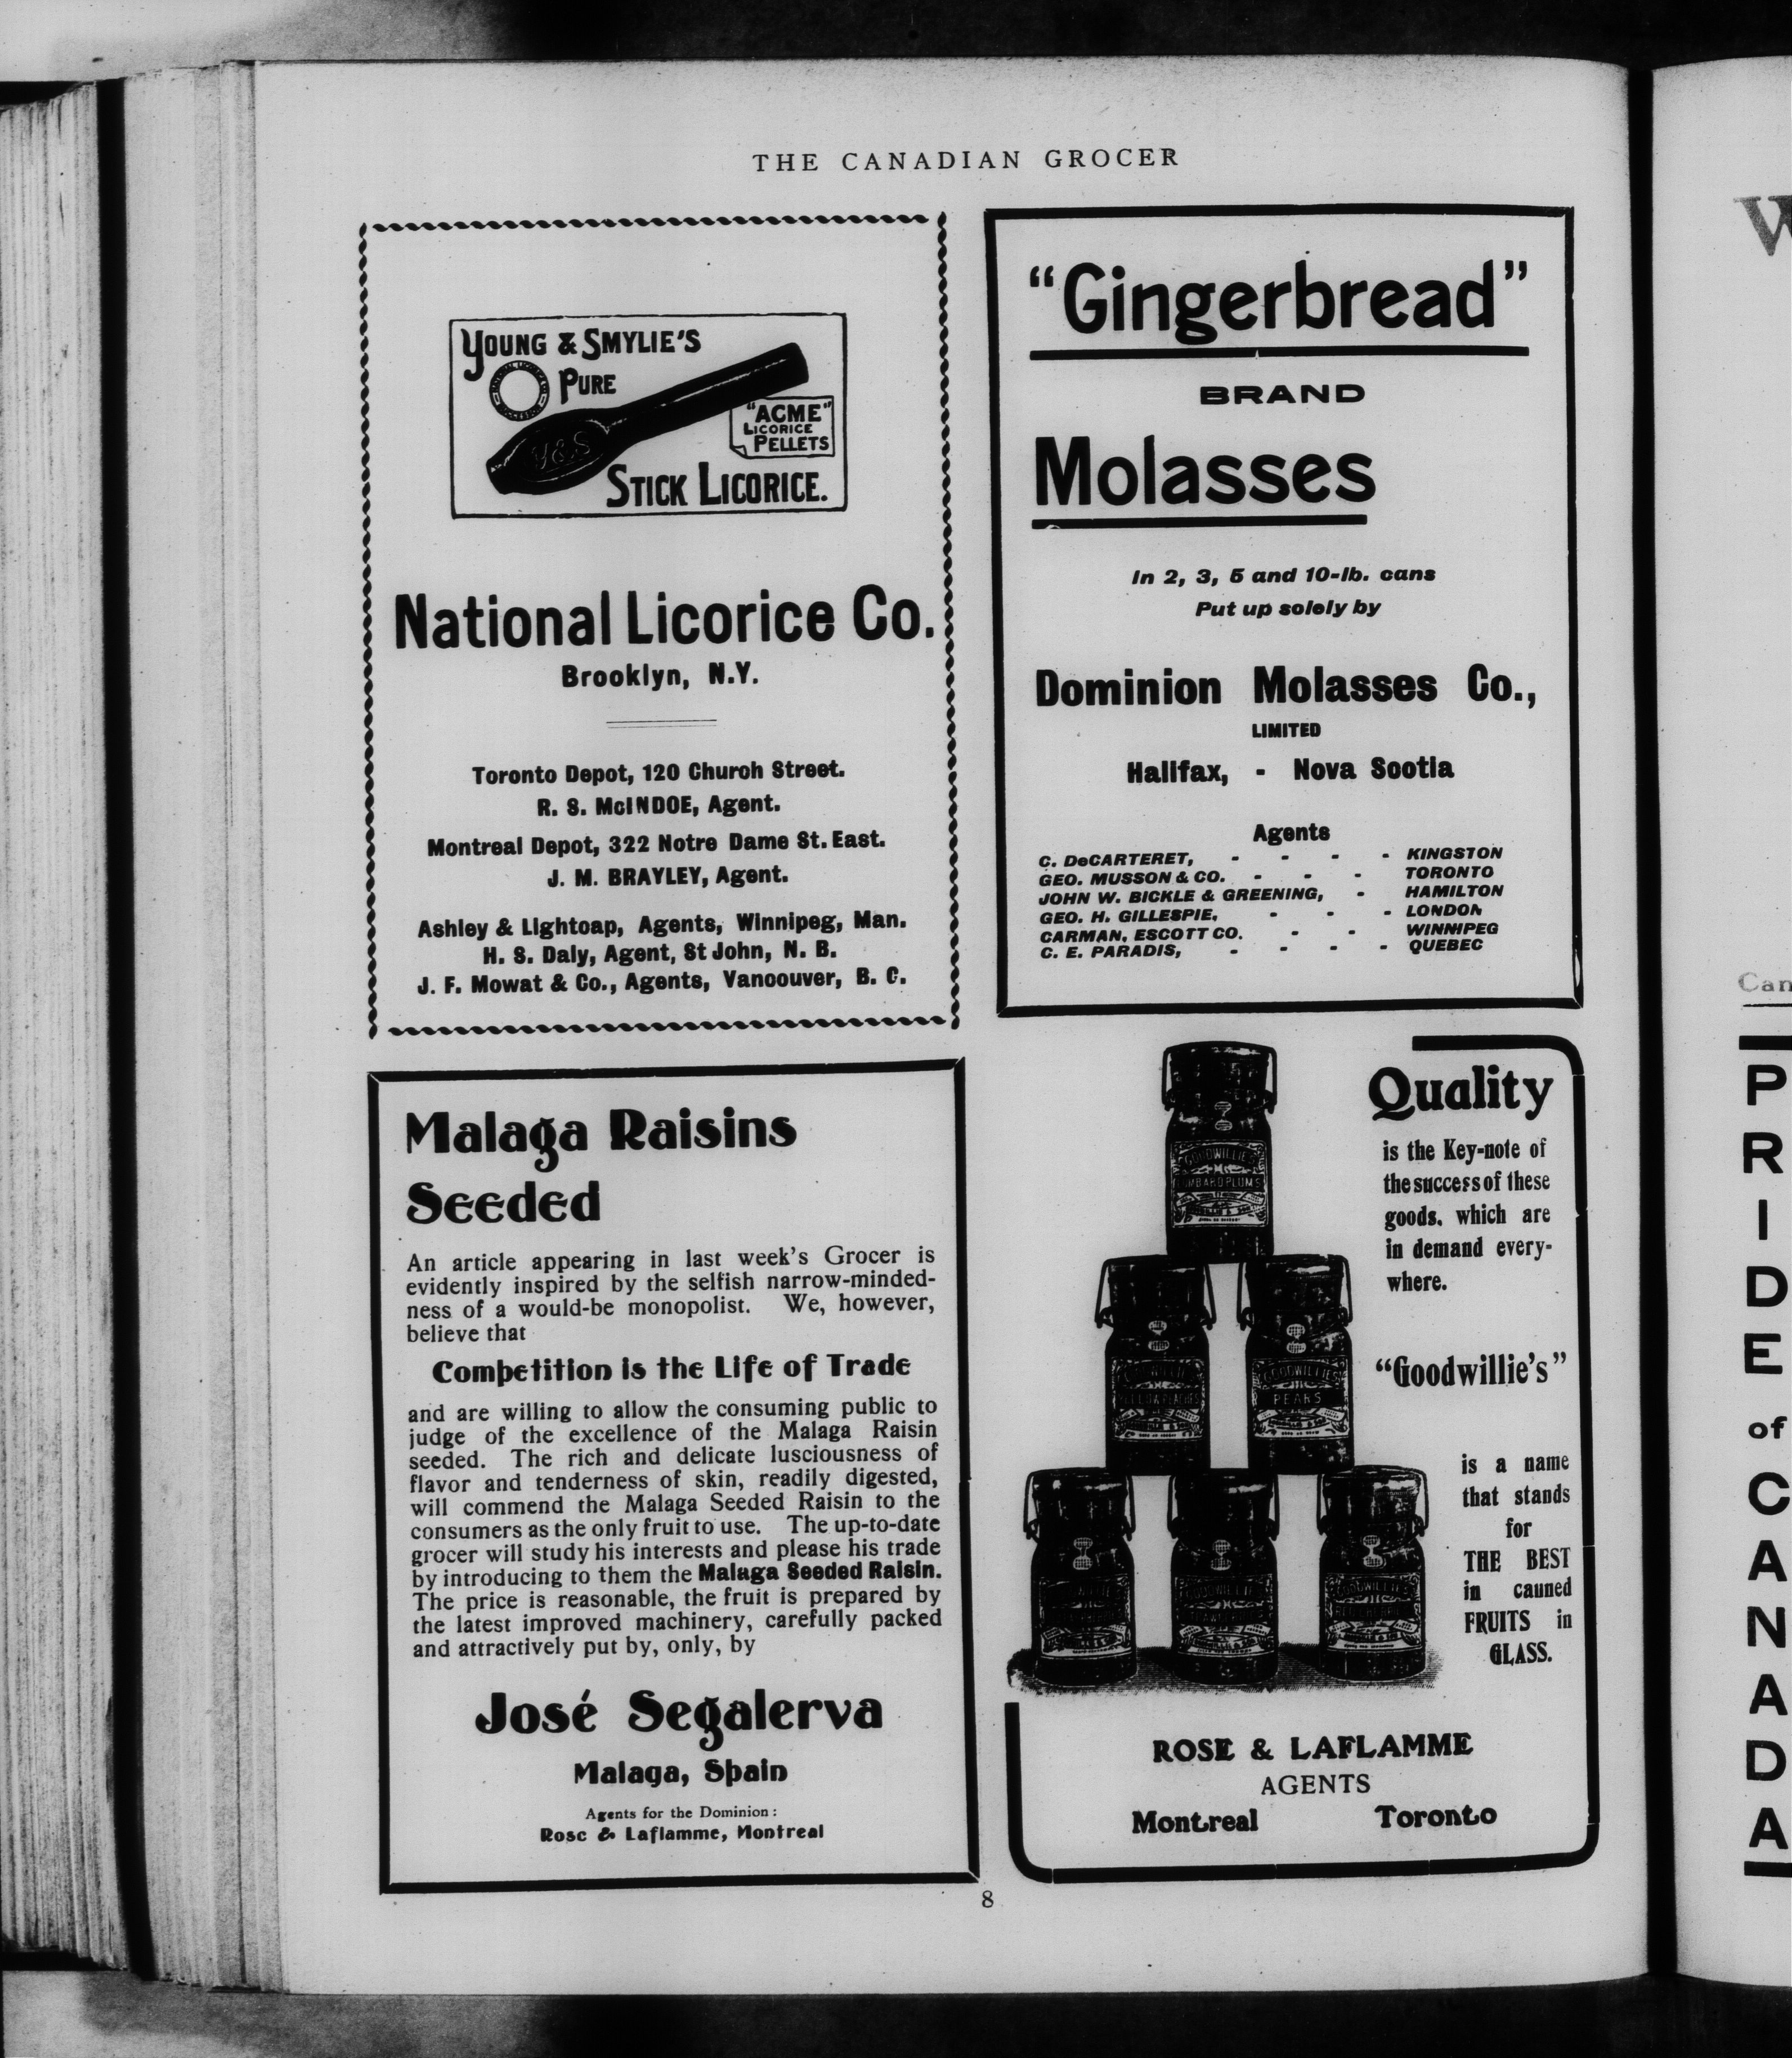 THE CANADIAN GROCER
YOUNG & SMYLIE'S
PURE
"ACME"
LICORICE
PELLETS
Y&S
STICK LICORICE.
National Licorice Co.
Brooklyn, N.Y.
Toronto Depot, 120 Church Street.
R. S. McINDOE, Agent.
Montreal Depot, 322 Notre Dame St. East.
J. M. BRAYLEY, Agent.
Ashley & Lightcap, Agents, Winnipeg, Man.
H. S. Daly, Agent, St John, N. B.
J. F. Mowat & Co., Agents, Vancouver, B. C.
"Gingerbread"
BRAND
Molasses
In 2, 3, 5 and 10-lb. cans
Put up solely by
Dominion Molasses Co.,
LIMITED
Halifax, - Nova Scotia
Agents
C. DeCARTERET, - - - - KINGSTON
GEO. MUSSON & CO. - - - TORONTO
JOHN W. BICKLE & GREENING, - HAMILTON
GEO. H. GILLESPIE, - - - LONDON
CARMAN, ESCOTT CO. - - WINNIPEG
C. E. PARADIS, - - - - QUEBEC
Malaga Raisins
Seeded
An article appearing in last week's Grocer is
evidently inspired by the selfish narrow-minded-
ness of a would-be monopolist. We, however,
believe that
Competition is the Life of Trade
and are willing to allow the consuming public to
judge of the excellence of the Malaga Raisin
seeded. The rich and delicate lusciousness of
flavor and tenderness of skin, readily digested,
will commend the Malaga Seeded Raisin to the
consumers as the only fruit to use. The up-to-date
grocer will study his interests and please his trade
by introducing to them the Malaga Seeded Raisin.
The price is reasonable, the fruit is prepared by
the latest improved machinery, carefully packed
and attractively put by, only, by
José Segalerva
Malaga, Spain
Agents for the Dominion:
Rose & Laflamme, Montreal
Quality
is the Key-note of
the success of these
goods, which are
in demand every-
where.
"Goodwillie's"
is a name
that stands
for
THE BEST
in canned
FRUITS in
GLASS.
GOODWILLIE'S
LOMBARD PLUMS
GOODWILLIE'S
PEARS
ROSE & LAFLAMME
AGENTS
Montreal Toronto
8
W
Can
PRIDE
of
CANADA